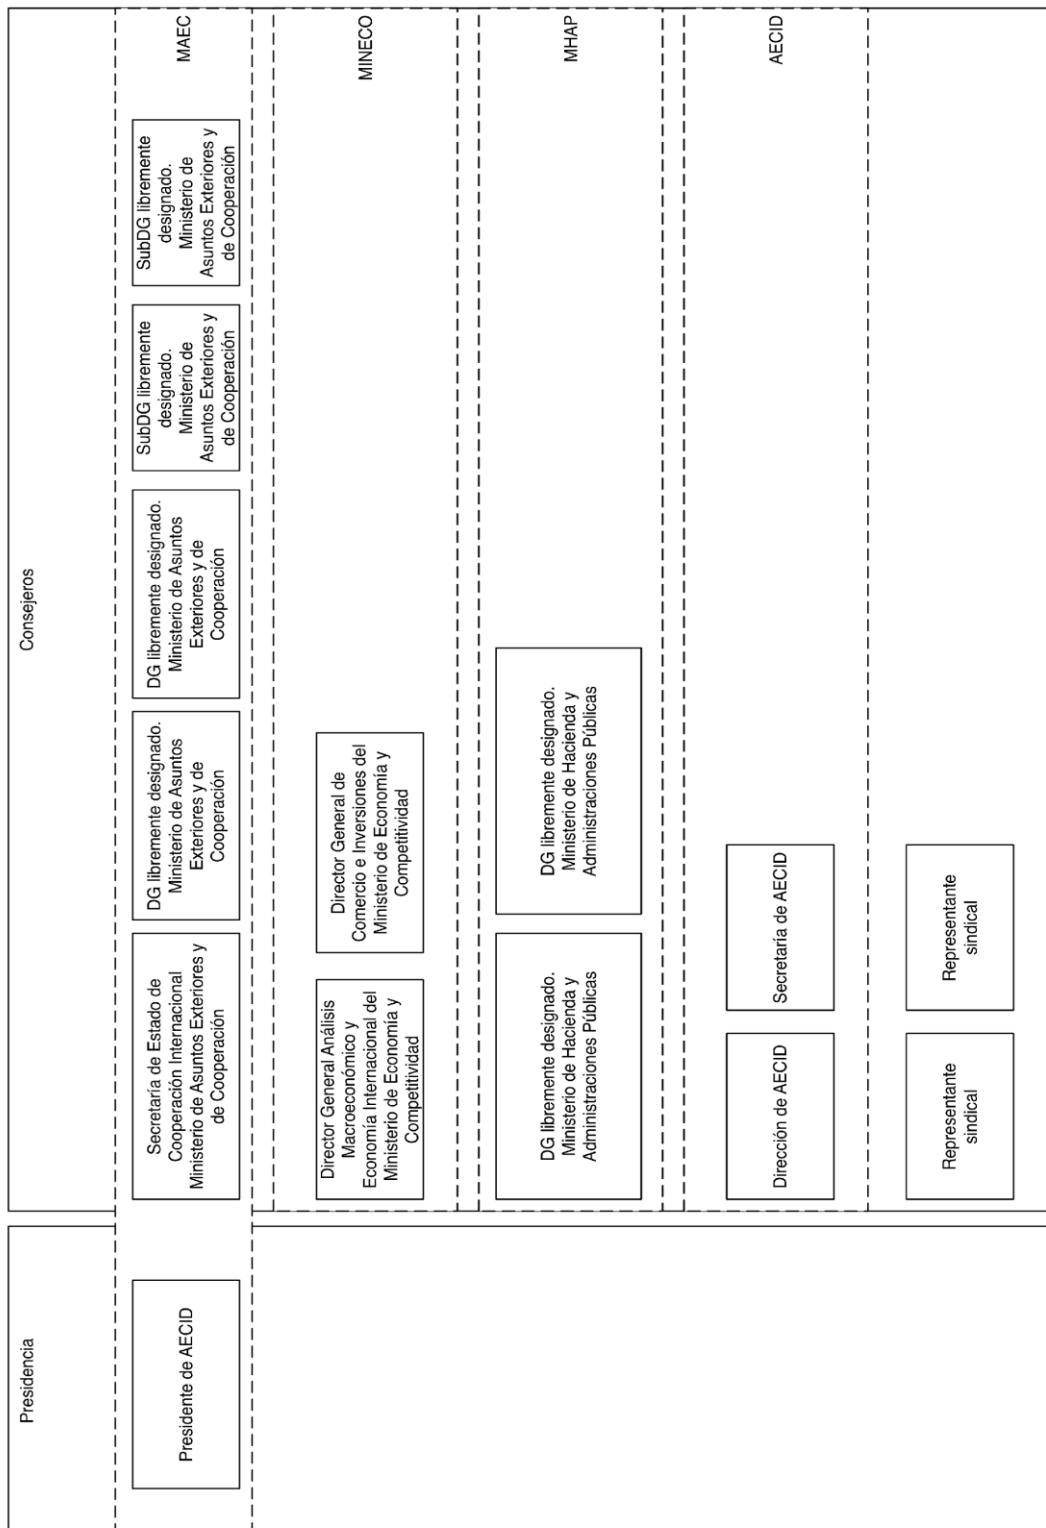 Presidencia
Consejeros
Presidente de AECID
Secretaría de Estado de
Cooperación Internacional
Ministerio de Asuntos Exteriores y
de Cooperación
DG libremente designado.
Ministerio de Asuntos
Exteriores y de
Cooperación
DG libremente designado.
Ministerio de Asuntos
Exteriores y de
Cooperación
SubDG libremente
designado.
Ministerio de
Asuntos Exteriores y
de Cooperación
SubDG libremente
designado.
Ministerio de
Asuntos Exteriores y
de Cooperación
MAEC
Director General Análisis
Macroeconómico y
Economía Internacional del
Ministerio de Economía y
Competitividad
Director General de
Comercio e Inversiones del
Ministerio de Economía y
Competitividad
MINECO
DG libremente designado.
Ministerio de Hacienda y
Administraciones Públicas
DG libremente designado.
Ministerio de Hacienda y
Administraciones Públicas
MHAP
Dirección de AECID
Secretaría de AECID
AECID
Representante
sindical
Representante
sindical